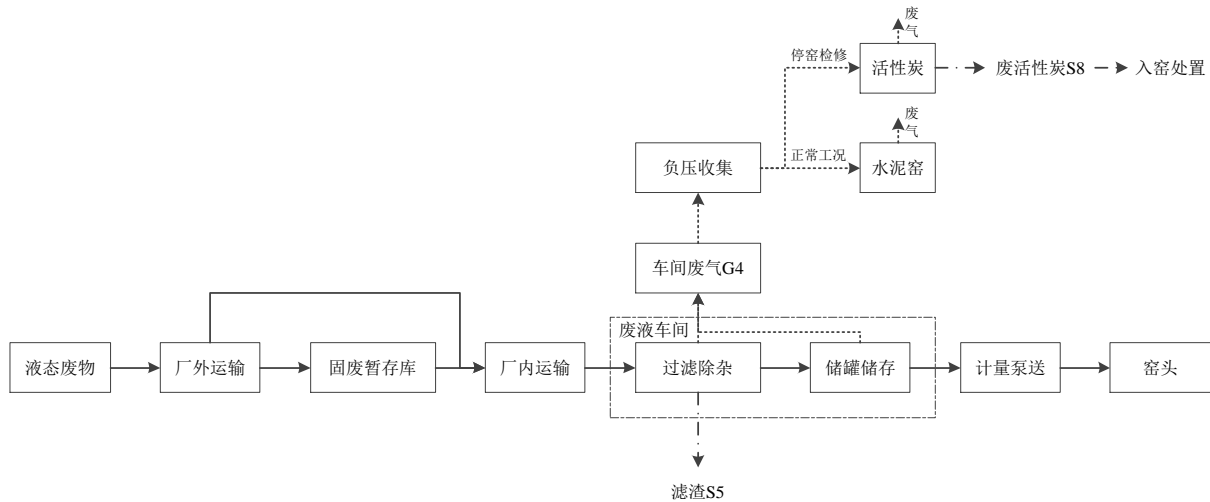 废
气
停窑检修
活性炭
废活性炭S8
入窑处置
废
气
负压收集
正常工况
水泥窑
车间废气G4
废液车间
液态废物
厂外运输
固废暂存库
厂内运输
过滤除杂
储罐储存
计量泵送
窑头
滤渣S5